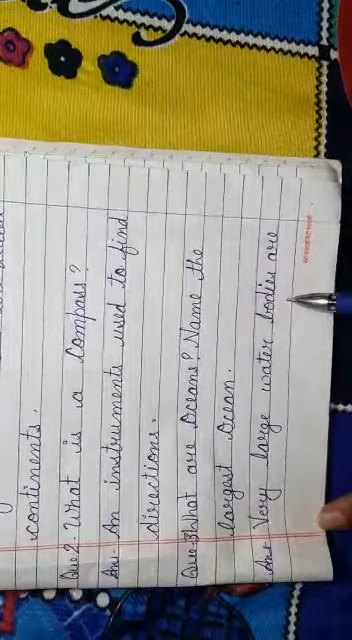 continents.
Que 2. What is a Compass?
Ans. An instruments used to find
directions.
Que 3. What are Oceans? Name the
largest Ocean.
Ans. Very large water bodies are